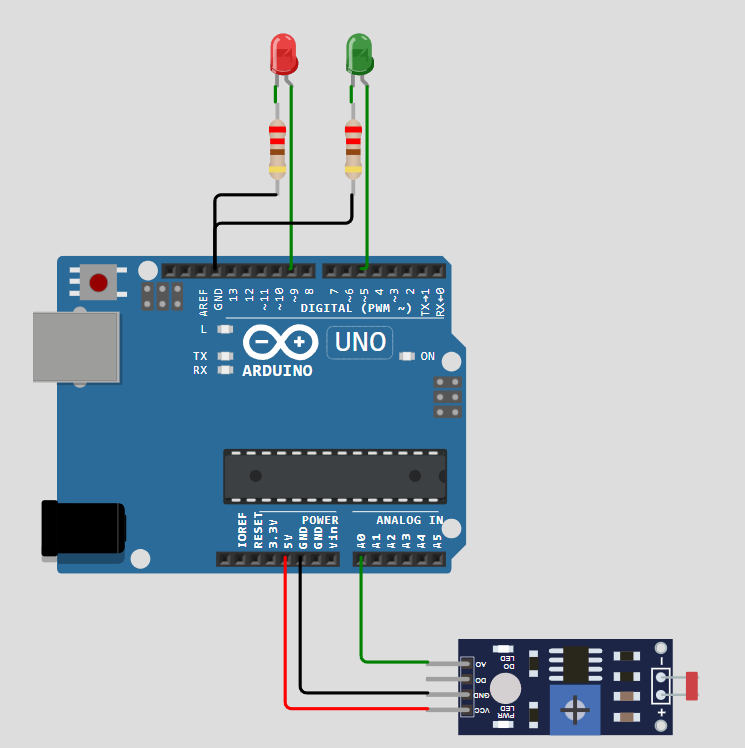 AREF
GND
13
12
~11
~10
~9
8
7
~6
~5
4
~3
2
TX→1
RX←0
DIGITAL (PWM ~)
L
TX
RX
UNO
ON
ARDUINO
POWER
ANALOG IN
IOREF
RESET
3.3V
5V
GND
GND
Vin
A0
A1
A2
A3
A4
A5
DO
LED
AO
DO
GND
VCC
PWR
LED